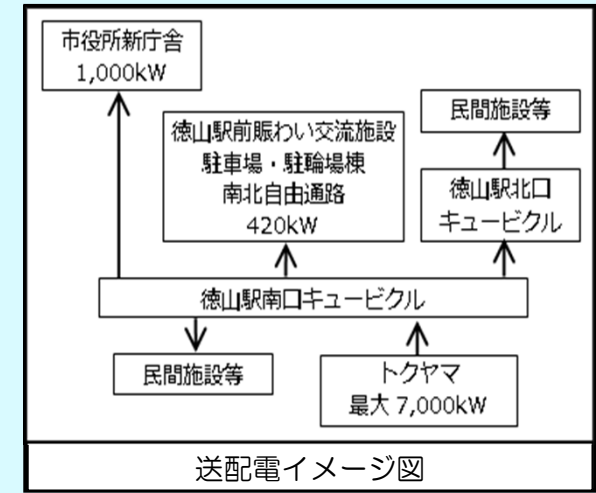 市役所新庁舎
1,000kW
徳山駅前賑わい交流施設
駐車場・駐輪場棟
南北自由通路
420kW
民間施設等
徳山駅北口
キュービクル
徳山駅南口キュービクル
民間施設等
トクヤマ
最大 7,000kW
送配電イメージ図